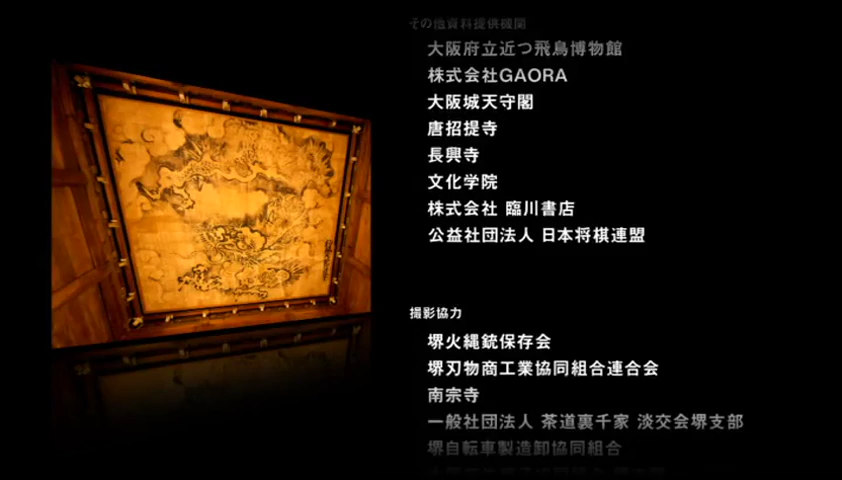 その他資料提供機関
大阪府立近つ飛鳥博物館
株式会社GAORA
大阪城天守閣
唐招提寺
長興寺
文化学院
株式会社 臨川書店
公益社団法人 日本将棋連盟
撮影協力
堺火縄銃保存会
堺刃物商工業協同組合連合会
南宗寺
一般社団法人 茶道裏千家 淡交会堺支部
堺自転車製造卸協同組合